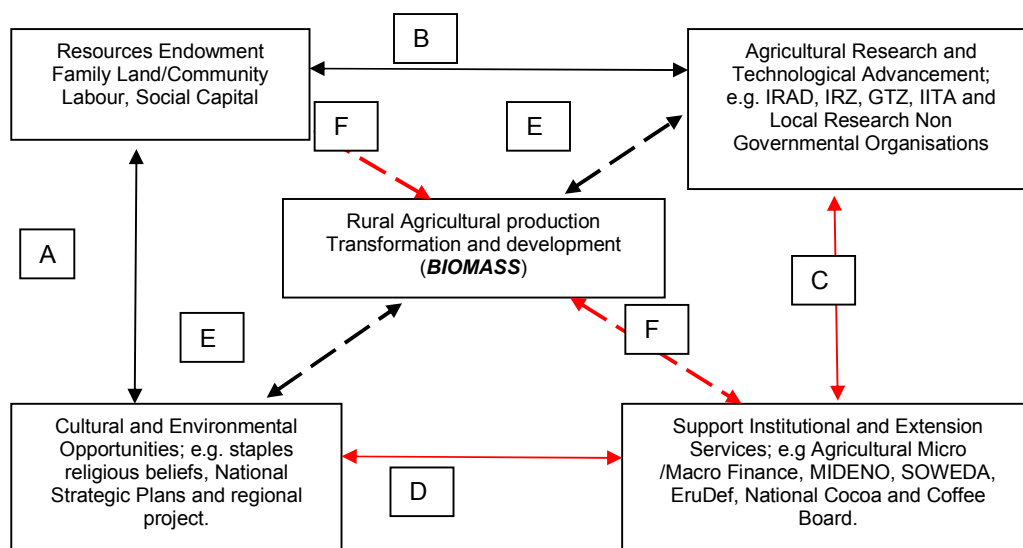 Resources Endowment
Family Land/Community
Labour, Social Capital
B
Agricultural Research and
Technological Advancement;
e.g. IRAD, IRZ, GTZ, IITA and
Local Research Non
Governmental Organisations
F
E
Rural Agricultural production
Transformation and development
(BIOMASS)
A
C
E
F
Cultural and Environmental
Opportunities; e.g. staples
religious beliefs, National
Strategic Plans and regional
project.
D
Support Institutional and Extension
Services; e.g Agricultural Micro
/Macro Finance, MIDENO, SOWEDA,
EruDef, National Cocoa and Coffee
Board.